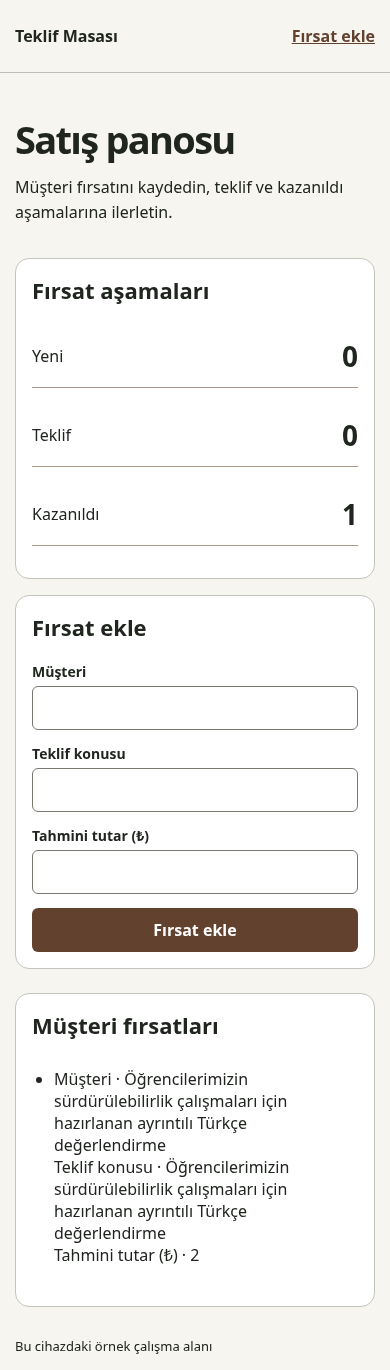 Teklif Masası
Fırsat ekle
Satış panosu
Müşteri fırsatını kaydedin, teklif ve kazanıldı
aşamalarına ilerletin.
Fırsat aşamaları
Yeni 0
Teklif 0
Kazanıldı 1
Fırsat ekle
Müşteri
Teklif konusu
Tahmini tutar (₺)
Fırsat ekle
Müşteri fırsatları
• Müşteri · Öğrencilerimizin
sürdürülebilirlik çalışmaları için
hazırlanan ayrıntılı Türkçe
değerlendirme
Teklif konusu · Öğrencilerimizin
sürdürülebilirlik çalışmaları için
hazırlanan ayrıntılı Türkçe
değerlendirme
Tahmini tutar (₺) · 2
Bu cihazdaki örnek çalışma alanı